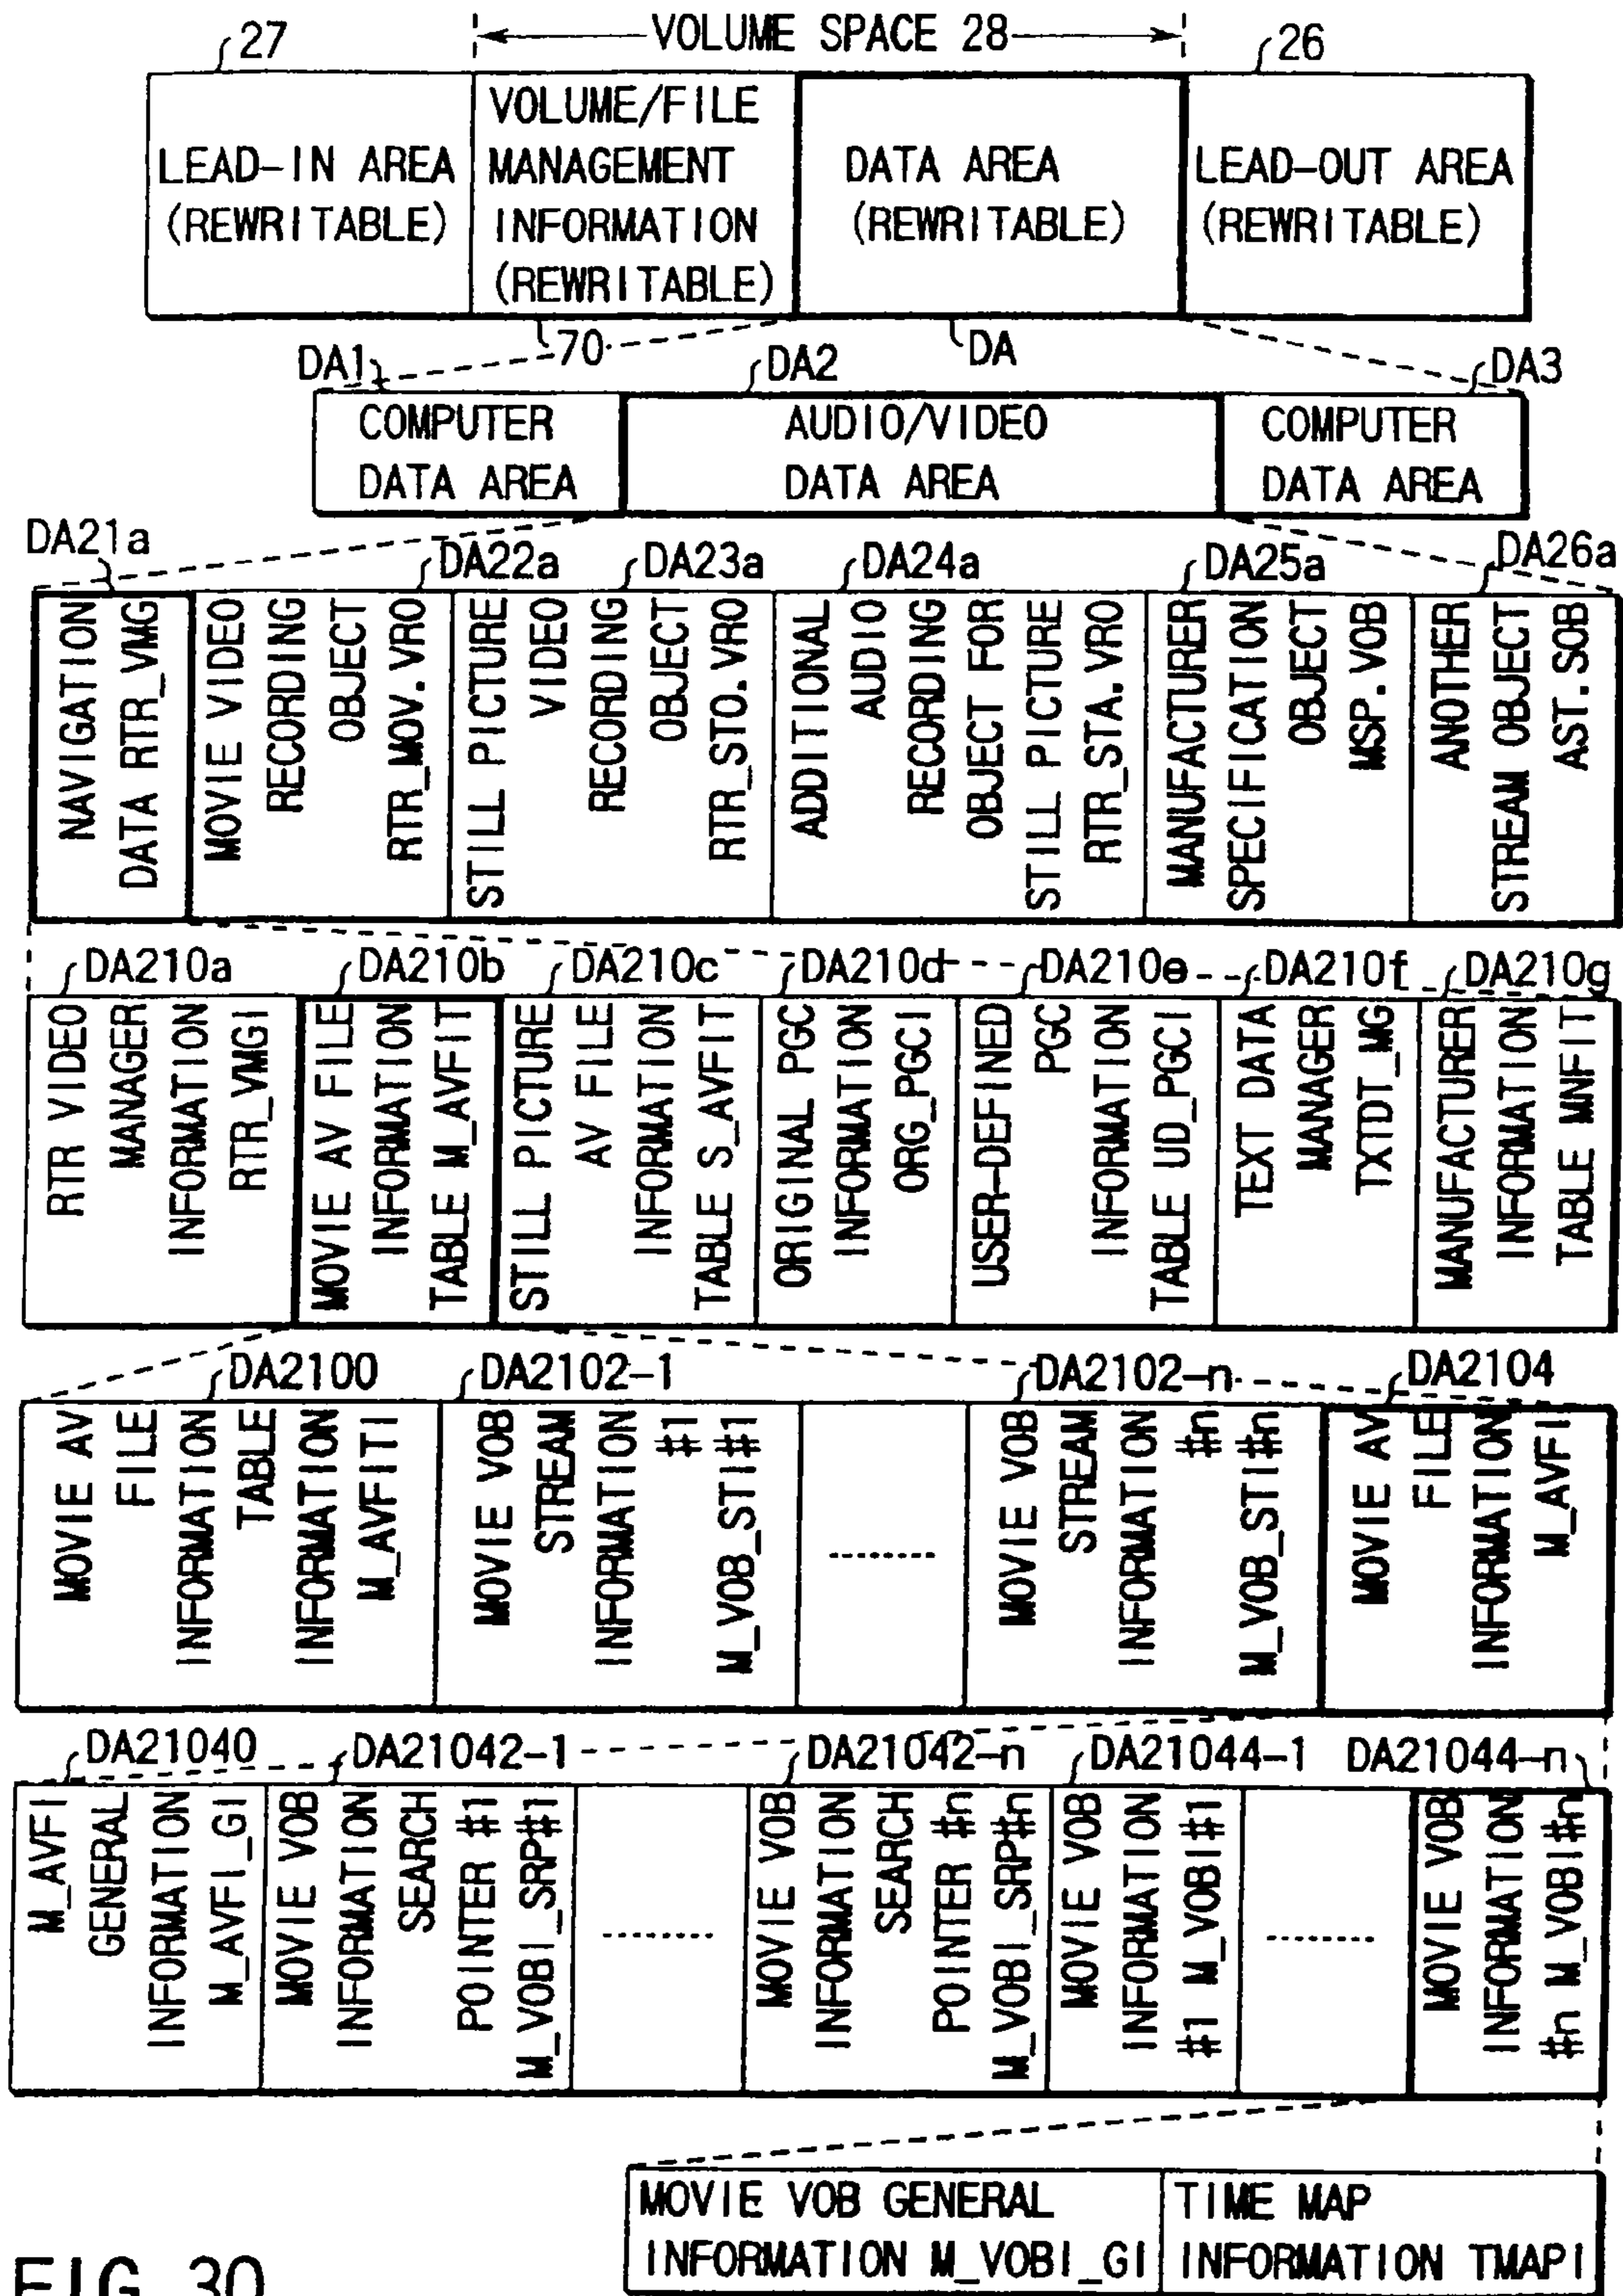 27
VOLUME SPACE 28
26
LEAD-IN AREA
(REWRITABLE)
VOLUME/FILE
MANAGEMENT
INFORMATION
(REWRITABLE)
DATA AREA
(REWRITABLE)
LEAD-OUT AREA
(REWRITABLE)
70
DA
DA1
DA2
DA3
COMPUTER
DATA AREA
AUDIO/VIDEO
DATA AREA
COMPUTER
DATA AREA
DA21a
DA22a
DA23a
DA24a
DA25a
DA26a
NAVIGATION
DATA RTR_VMG
MOVIE VIDEO
RECORDING
OBJECT
RTR_MOV.VRO
STILL PICTURE
VIDEO
RECORDING
OBJECT
RTR_STO.VRO
ADDITIONAL
AUDIO
RECORDING
OBJECT FOR
STILL PICTURE
RTR_STA.VRO
MANUFACTURER
SPECIFICATION
OBJECT
MSP.VOB
ANOTHER
STREAM OBJECT
AST.SOB
DA210a
DA210b
DA210c
DA210d
DA210e
DA210f
DA210g
RTR VIDEO
MANAGER
INFORMATION
RTR_VMGI
MOVIE AV FILE
INFORMATION
TABLE M_AVFIT
STILL PICTURE
AV FILE
INFORMATION
TABLE S_AVFIT
ORIGINAL PGC
INFORMATION
ORG_PGCI
USER-DEFINED
PGC
INFORMATION
TABLE UD_PGCI
TEXT DATA
MANAGER
TXTDT_MG
MANUFACTURER
INFORMATION
TABLE MNFIT
DA2100
DA2102-1
DA2102-n
DA2104
MOVIE AV
FILE
INFORMATION
TABLE
INFORMATION
M_AVFITI
MOVIE VOB
STREAM
INFORMATION
#1
M_VOB_STI#1
.........
MOVIE VOB
STREAM
INFORMATION
#n
M_VOB_STI#n
MOVIE AV
FILE
INFORMATION
M_AVFI
DA21040
DA21042-1
DA21042-n
DA21044-1
DA21044-n
M_AVFI
GENERAL
INFORMATION
M_AVFI_GI
MOVIE VOB
INFORMATION
SEARCH
POINTER #1
M_VOBI_SRP#1
.........
MOVIE VOB
INFORMATION
SEARCH
POINTER #n
M_VOBI_SRP#n
MOVIE VOB
INFORMATION
#1 M_VOBI#1
.........
MOVIE VOB
INFORMATION
#n M_VOBI#n
MOVIE VOB GENERAL
INFORMATION M_VOBI_GI
TIME MAP
INFORMATION TMAPI
FIG. 30